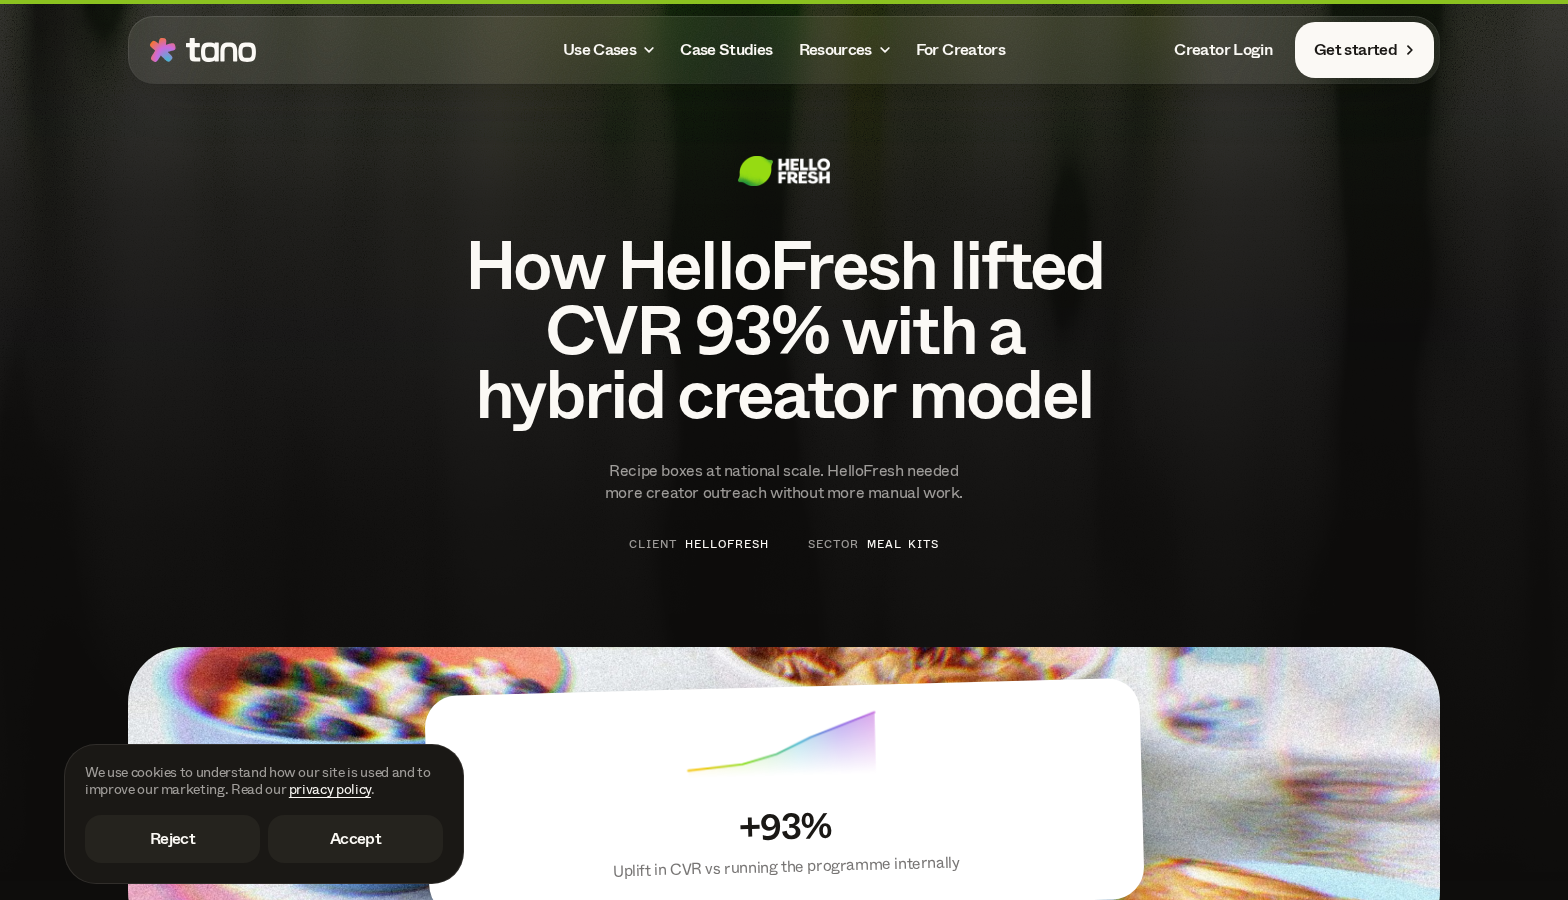 tano
Use Cases
Case Studies
Resources
For Creators
Creator Login
Get started
HELLO
FRESH
How HelloFresh lifted
CVR 93% with a
hybrid creator model
Recipe boxes at national scale. HelloFresh needed
more creator outreach without more manual work.
CLIENT HELLOFRESH
SECTOR MEAL KITS
+93%
Uplift in CVR vs running the programme internally
We use cookies to understand how our site is used and to
improve our marketing. Read our privacy policy.
Reject
Accept